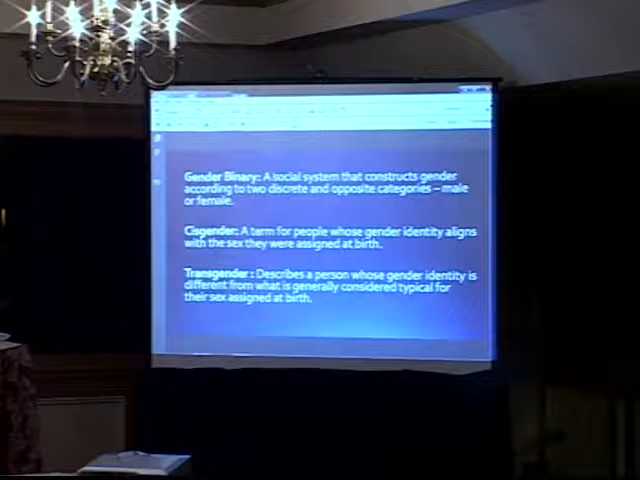 Gender Binary: A social system that constructs gender
according to two discrete and opposite categories – male
or female.
Cisgender: A term for people whose gender identity aligns
with the sex they were assigned at birth.
Transgender : Describes a person whose gender identity is
different from what is generally considered typical for
their sex assigned at birth.